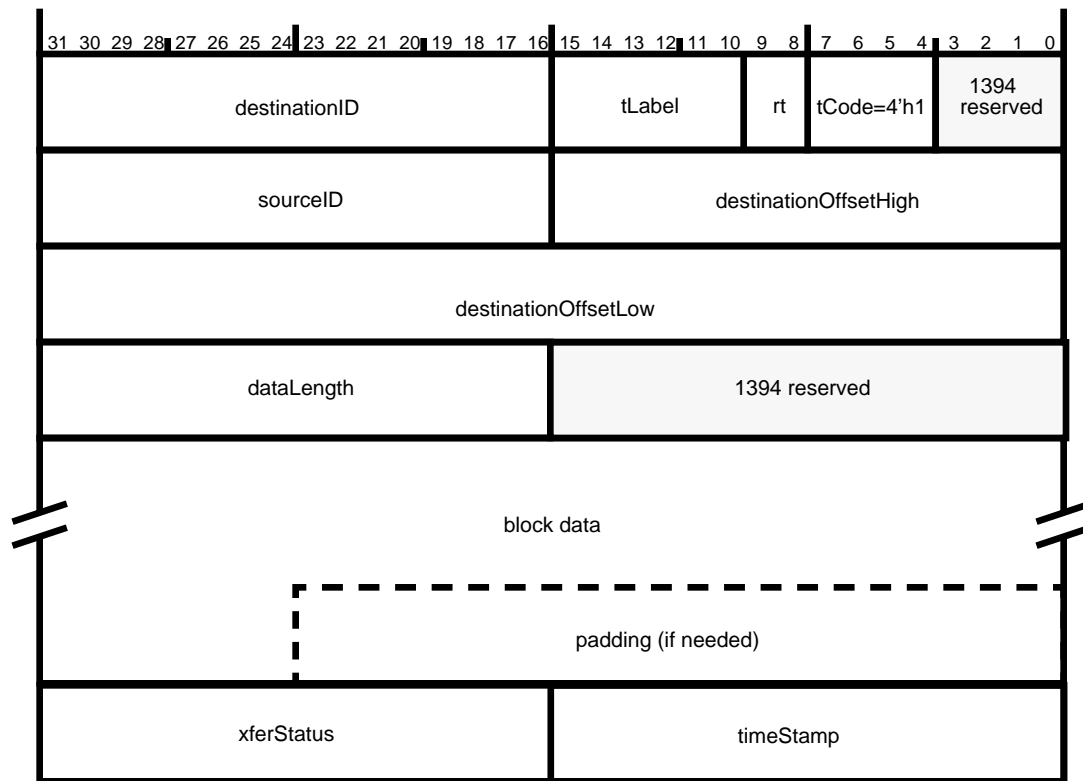 31 30 29 28 27 26 25 24 23 22 21 20 19 18 17 16 15 14 13 12 11 10 9 8 7 6 5 4 3 2 1 0
destinationID tLabel rt tCode=4’h1 1394
reserved
sourceID destinationOffsetHigh
destinationOffsetLow
dataLength 1394 reserved
block data
padding (if needed)
xferStatus timeStamp